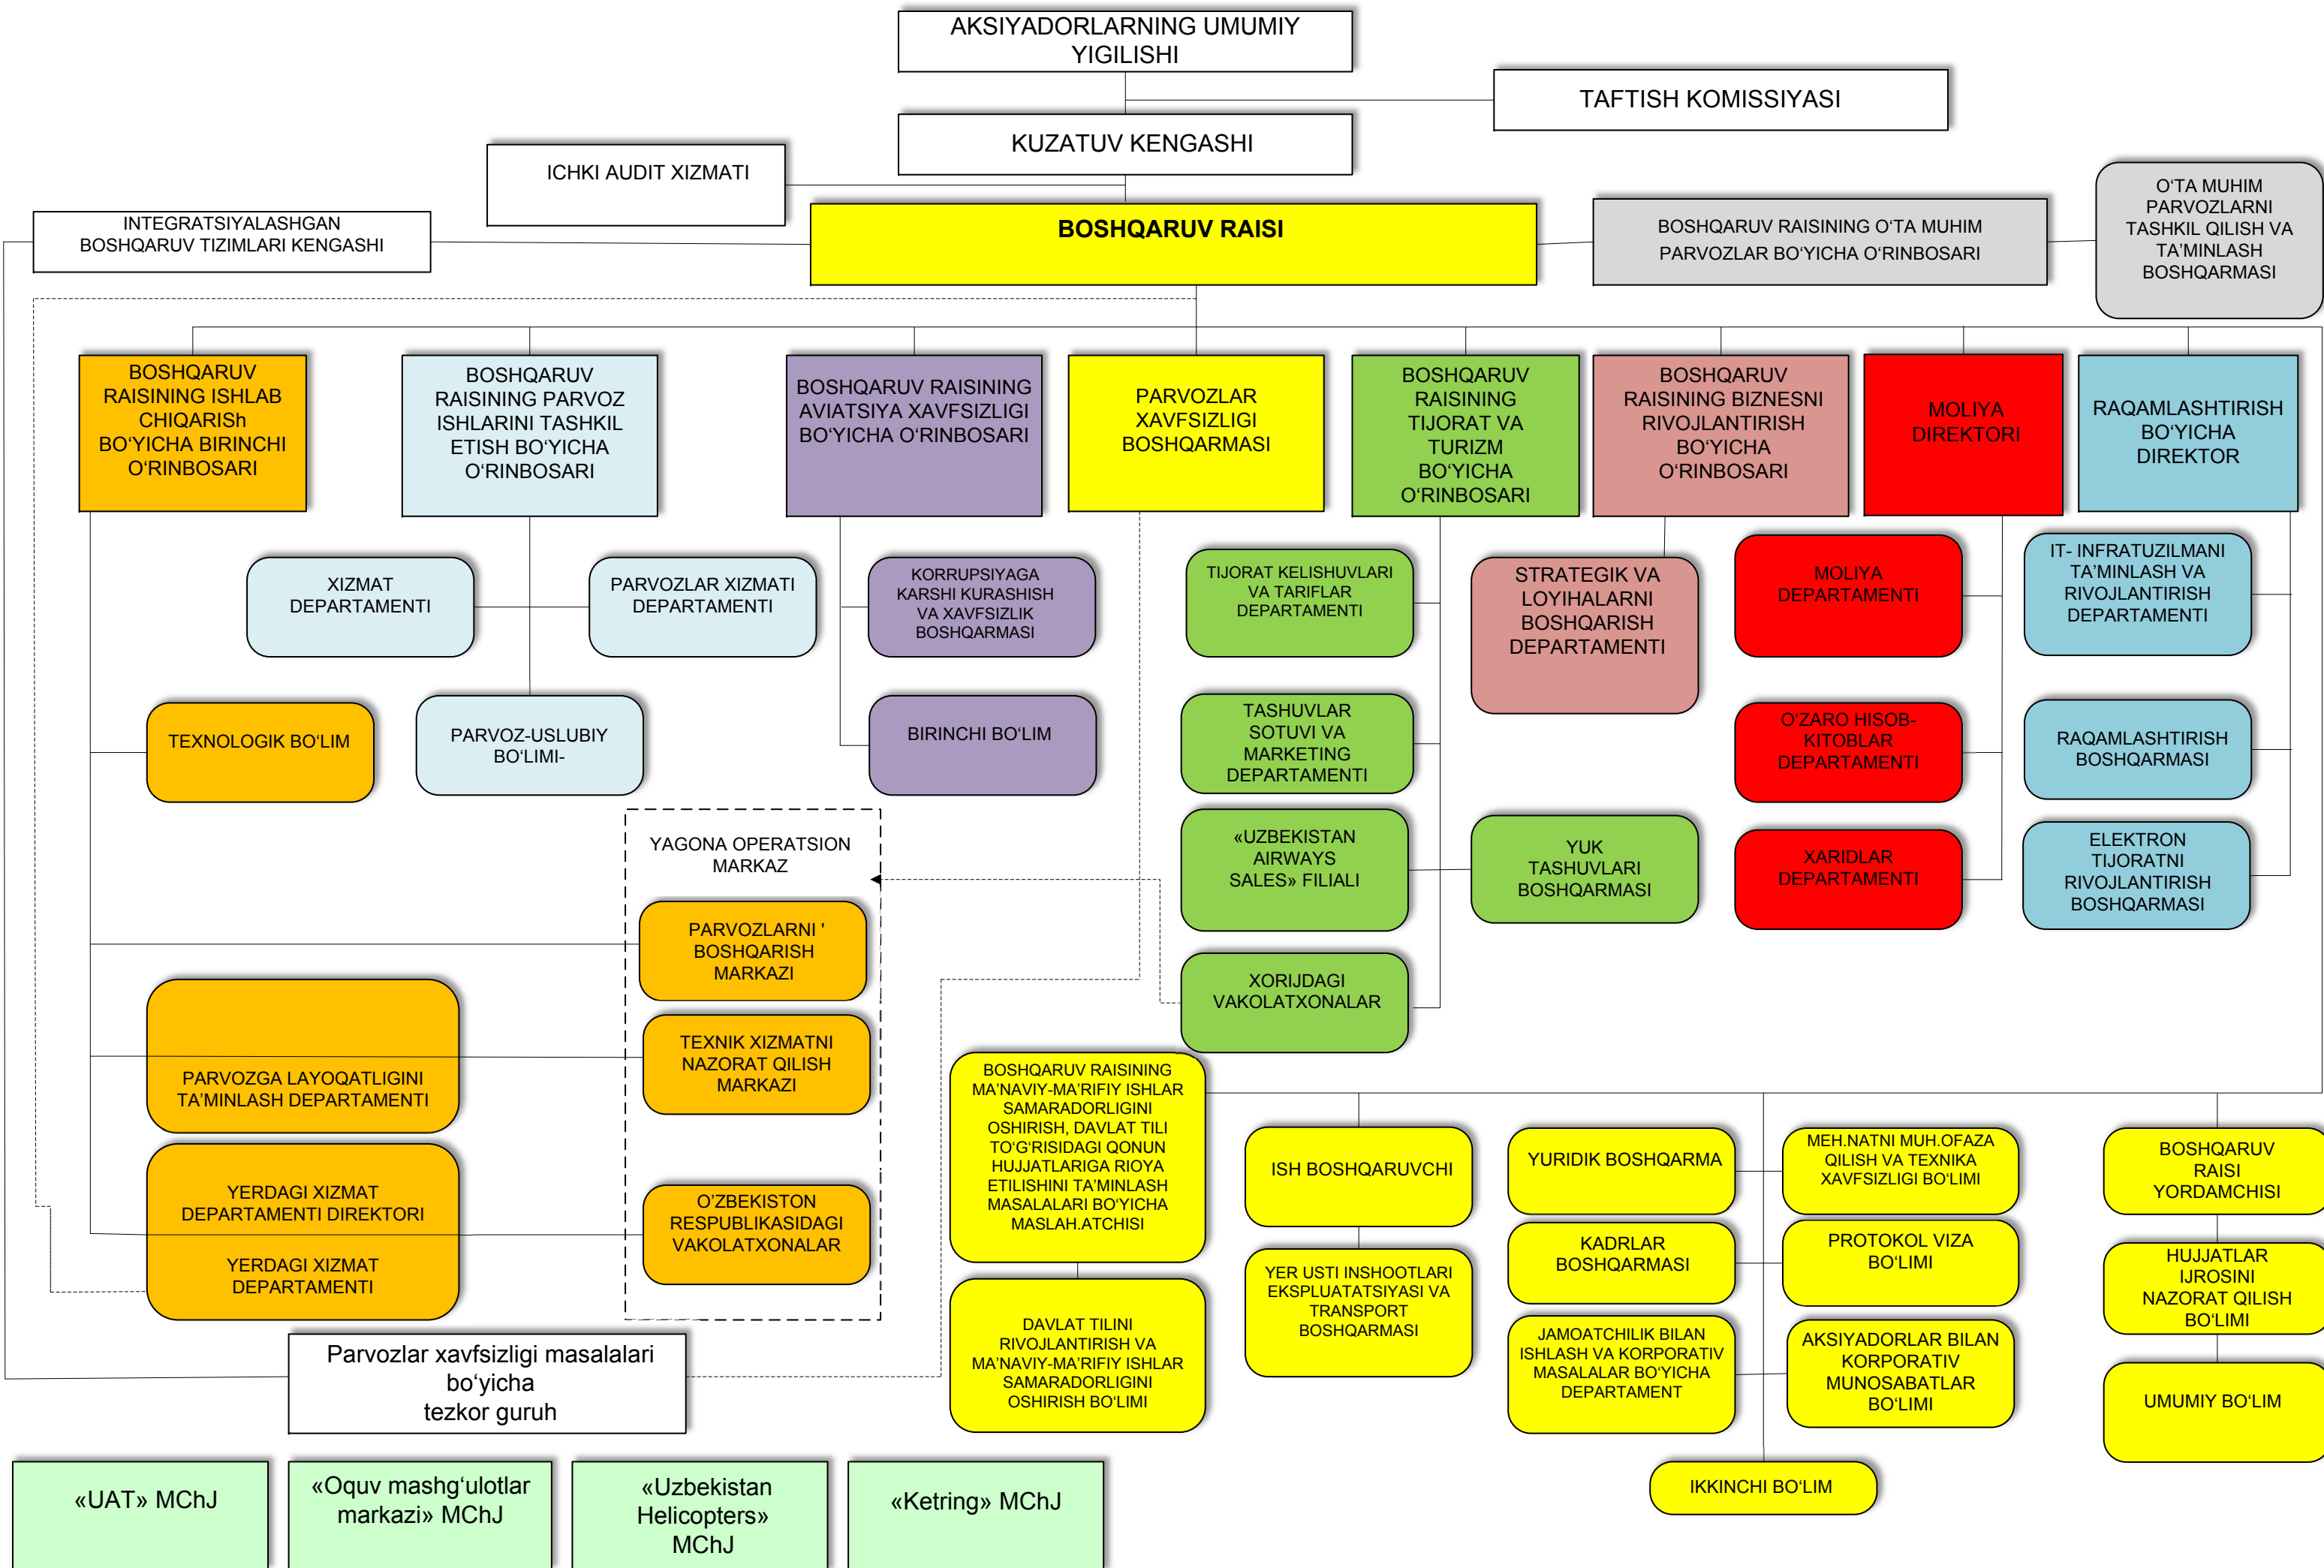 AKSIYADORLARNING UMUMIY
YIGILISHI
TAFTISH KOMISSIYASI
KUZATUV KENGASHI
ICHKI AUDIT XIZMATI
INTEGRATSIYALASHGAN
BOSHQARUV TIZIMLARI KENGASHI
BOSHQARUV RAISI
BOSHQARUV RAISINING O‘TA MUHIM
PARVOZLAR BO‘YICHA O‘RINBOSARI
O‘TA MUHIM
PARVOZLARNI
TASHKIL QILISH VA
TA’MINLASH
BOSHQARMASI
BOSHQARUV
RAISINING ISHLAB
CHIQARISh
BO‘YICHA BIRINCHI
O‘RINBOSARI
BOSHQARUV
RAISINING PARVOZ
ISHLARINI TASHKIL
ETISH BO‘YICHA
O‘RINBOSARI
BOSHQARUV RAISINING
AVIATSIYA XAVFSIZLIGI
BO‘YICHA O‘RINBOSARI
PARVOZLAR
XAVFSIZLIGI
BOSHQARMASI
BOSHQARUV
RAISINING
TIJORAT VA
TURIZM
BO‘YICHA
O‘RINBOSARI
BOSHQARUV
RAISINING BIZNESNI
RIVOJLANTIRISH
BO‘YICHA
O‘RINBOSARI
MOLIYA
DIREKTORI
RAQAMLASHTIRISH
BO‘YICHA
DIREKTOR
XIZMAT
DEPARTAMENTI
PARVOZLAR XIZMATI
DEPARTAMENTI
KORRUPSIYAGA
KARSHI KURASHISH
VA XAVFSIZLIK
BOSHQARMASI
TIJORAT KELISHUVLARI
VA TARIFLAR
DEPARTAMENTI
STRATEGIK VA
LOYIHALARNI
BOSHQARISH
DEPARTAMENTI
MOLIYA
DEPARTAMENTI
IT- INFRATUZILMANI
TA’MINLASH VA
RIVOJLANTIRISH
DEPARTAMENTI
TEXNOLOGIK BO‘LIM
PARVOZ-USLUBIY
BO‘LIMI-
BIRINCHI BO‘LIM
TASHUVLAR
SOTUVI VA
MARKETING
DEPARTAMENTI
O‘ZARO HISOB-
KITOBLAR
DEPARTAMENTI
RAQAMLASHTIRISH
BOSHQARMASI
YAGONA OPERATSION
MARKAZ
«UZBEKISTAN
AIRWAYS
SALES» FILIALI
YUK
TASHUVLARI
BOSHQARMASI
XARIDLAR
DEPARTAMENTI
ELEKTRON
TIJORATNI
RIVOJLANTIRISH
BOSHQARMASI
PARVOZLARNI '
BOSHQARISH
MARKAZI
XORIJDAGI
VAKOLATXONALAR
PARVOZGA LAYOQATLIGINI
TA’MINLASH DEPARTAMENTI
TEXNIK XIZMATNI
NAZORAT QILISH
MARKAZI
YERDAGI XIZMAT
DEPARTAMENTI DIREKTORI
YERDAGI XIZMAT
DEPARTAMENTI
O’ZBEKISTON
RESPUBLIKASIDAGI
VAKOLATXONALAR
BOSHQARUV RAISINING
MA’NAVIY-MA’RIFIY ISHLAR
SAMARADORLIGINI
OSHIRISH, DAVLAT TILI
TO‘G‘RISIDAGI QONUN
HUJJATLARIGA RIOYA
ETILISHINI TA’MINLASH
MASALALARI BO‘YICHA
MASLAH.ATCHISI
ISH BOSHQARUVCHI
YURIDIK BOSHQARMA
MEH.NATNI MUH.OFAZA
QILISH VA TEXNIKA
XAVFSIZLIGI BO‘LIMI
BOSHQARUV
RAISI
YORDAMCHISI
KADRLAR
BOSHQARMASI
PROTOKOL VIZA
BO‘LIMI
HUJJATLAR
IJROSINI
NAZORAT QILISH
BO‘LIMI
YER USTI INSHOOTLARI
EKSPLUATATSIYASI VA
TRANSPORT
BOSHQARMASI
DAVLAT TILINI
RIVOJLANTIRISH VA
MA’NAVIY-MA’RIFIY ISHLAR
SAMARADORLIGINI
OSHIRISH BO‘LIMI
JAMOATCHILIK BILAN
ISHLASH VA KORPORATIV
MASALALAR BO‘YICHA
DEPARTAMENT
AKSIYADORLAR BILAN
KORPORATIV
MUNOSABATLAR
BO‘LIMI
UMUMIY BO‘LIM
Parvozlar xavfsizligi masalalari
bo‘yicha
tezkor guruh
IKKINCHI BO‘LIM
«UAT» MChJ
«Oquv mashg‘ulotlar
markazi» MChJ
«Uzbekistan
Helicopters»
MChJ
«Ketring» MChJ